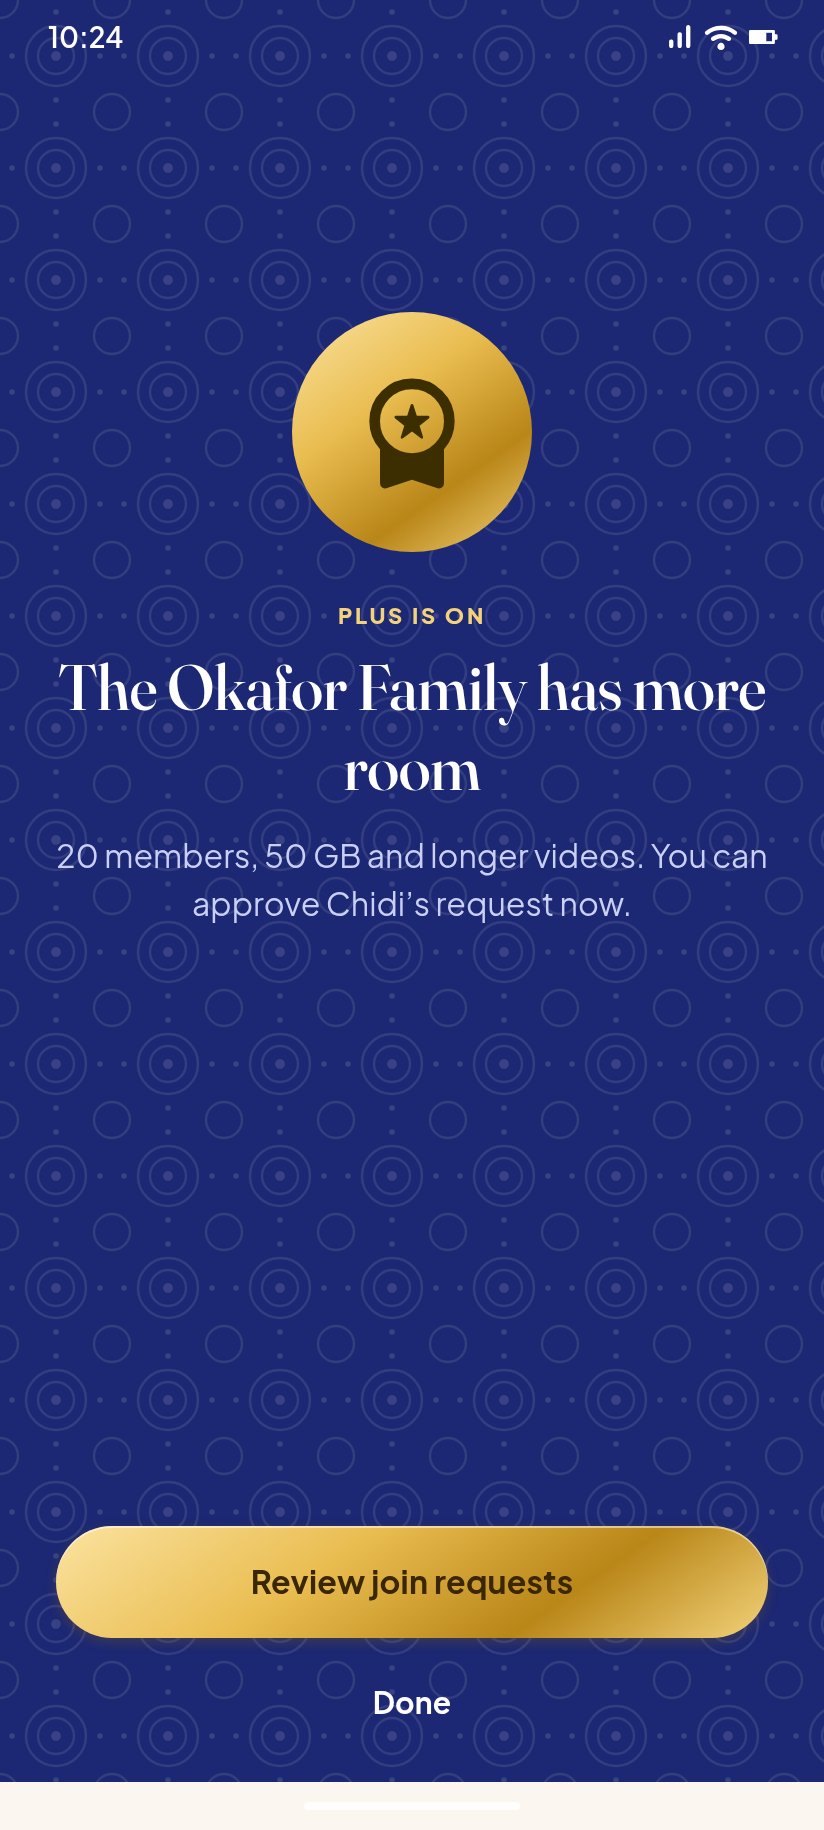 10:24
PLUS IS ON
The Okafor Family has more
room
20 members, 50 GB and longer videos. You can
approve Chidi’s request now.
Review join requests
Done